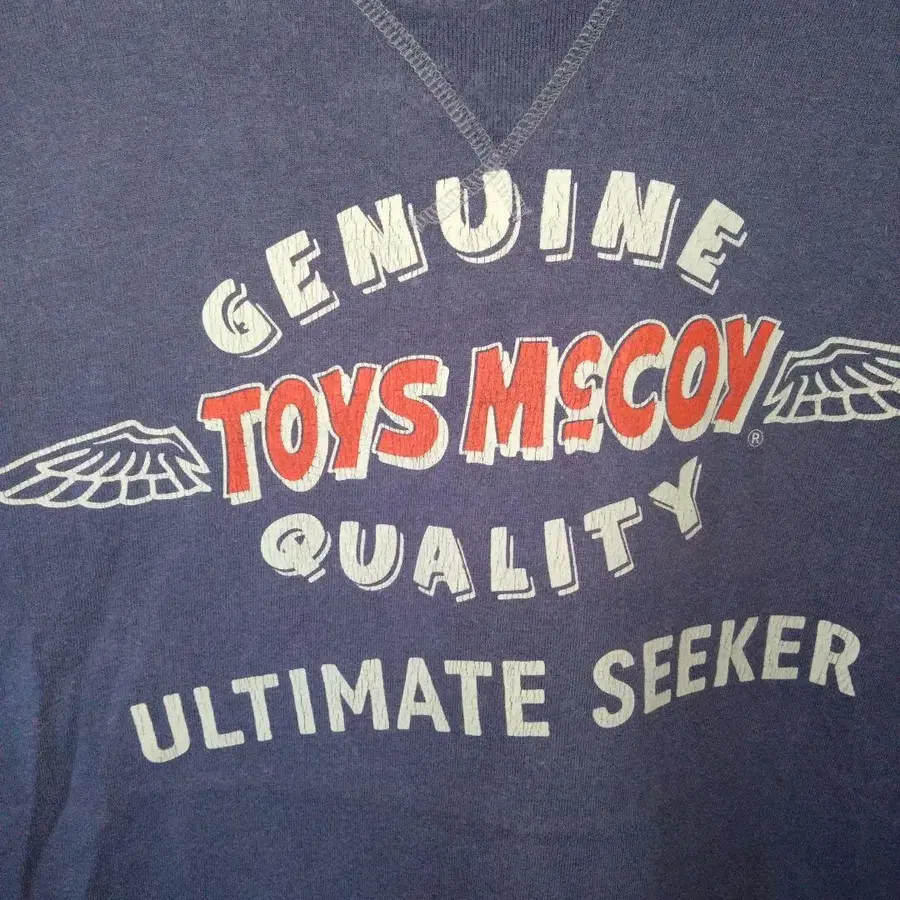 GENUINE
TOYS McCOY®
QUALITY
ULTIMATE SEEKER